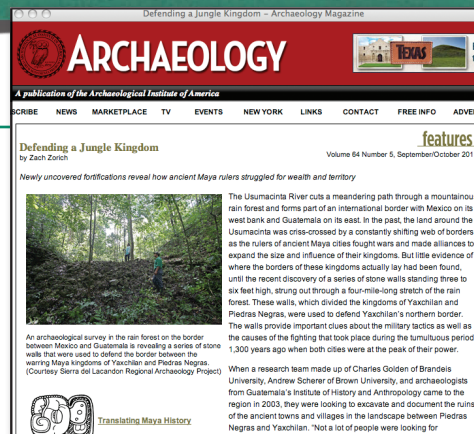 Defending a Jungle Kingdom – Archaeology Magazine
ARCHAEOLOGY
TEXAS
A publication of the Archaeological Institute of America
SCRIBE NEWS MARKETPLACE TV EVENTS NEW YORK LINKS CONTACT FREE INFO ADVE
features
Defending a Jungle Kingdom
by Zach Zorich
Volume 64 Number 5, September/October 201
Newly uncovered fortifications reveal how ancient Maya rulers struggled for wealth and territory
The Usumacinta River cuts a meandering path through a mountainou
rain forest and forms part of an international border with Mexico on its
west bank and Guatemala on its east. In the past, the land around the
Usumacinta was criss-crossed by a constantly shifting web of borders
as the rulers of ancient Maya cities fought wars and made alliances to
expand the size and influence of their kingdoms. But little evidence of
where the borders of these kingdoms actually lay had been found,
until the recent discovery of a series of stone walls standing three to
six feet high, strung out through a four-mile-long stretch of the rain
forest. These walls, which divided the kingdoms of Yaxchilan and
Piedras Negras, were used to defend Yaxchilan's northern border.
The walls provide important clues about the military tactics as well as
the causes of the fighting that took place during the tumultuous period
1,300 years ago when both cities were at the peak of their power.
When a research team made up of Charles Golden of Brandeis
University, Andrew Scherer of Brown University, and archaeologists
from Guatemala's Institute of History and Anthropology came to the
region in 2003, they were looking to excavate and document the ruins
of the ancient towns and villages in the landscape between Piedras
Negras and Yaxchilan. "Not a lot of people were looking for
An archaeological survey in the rain forest on the border
between Mexico and Guatemala is revealing a series of stone
walls that were used to defend the border between the
warring Maya kingdoms of Yaxchilan and Piedras Negras.
(Courtesy Sierra del Lacandon Regional Archaeology Project)
Translating Maya History